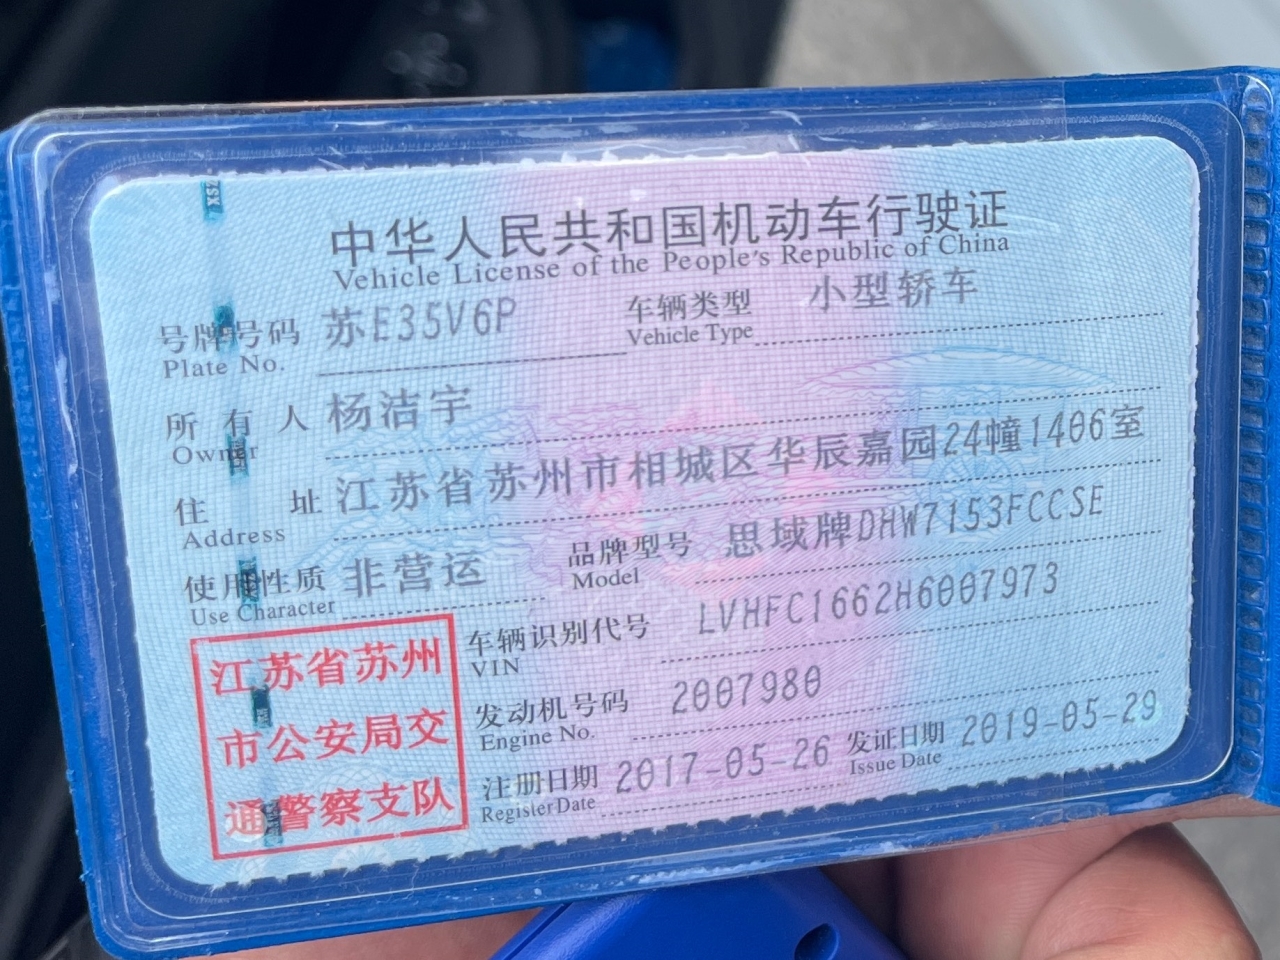 中华人民共和国机动车行驶证
Vehicle License of the People's Republic of China
号牌号码 苏E35V6P 车辆类型 小型轿车
Plate No. Vehicle Type
所有人 杨洁宇
Owner
住址 江苏省苏州市相城区华辰嘉园24幢1406室
Address
使用性质 非营运 品牌型号 思域牌DHW7153FCCSE
Use Character Model
车辆识别代号 LVHFC1662H6007973
VIN
发动机号码 2007980
Engine No.
注册日期 2017-05-26 发证日期 2019-05-29
Register Date Issue Date
江苏省苏州
市公安局交
通警察支队